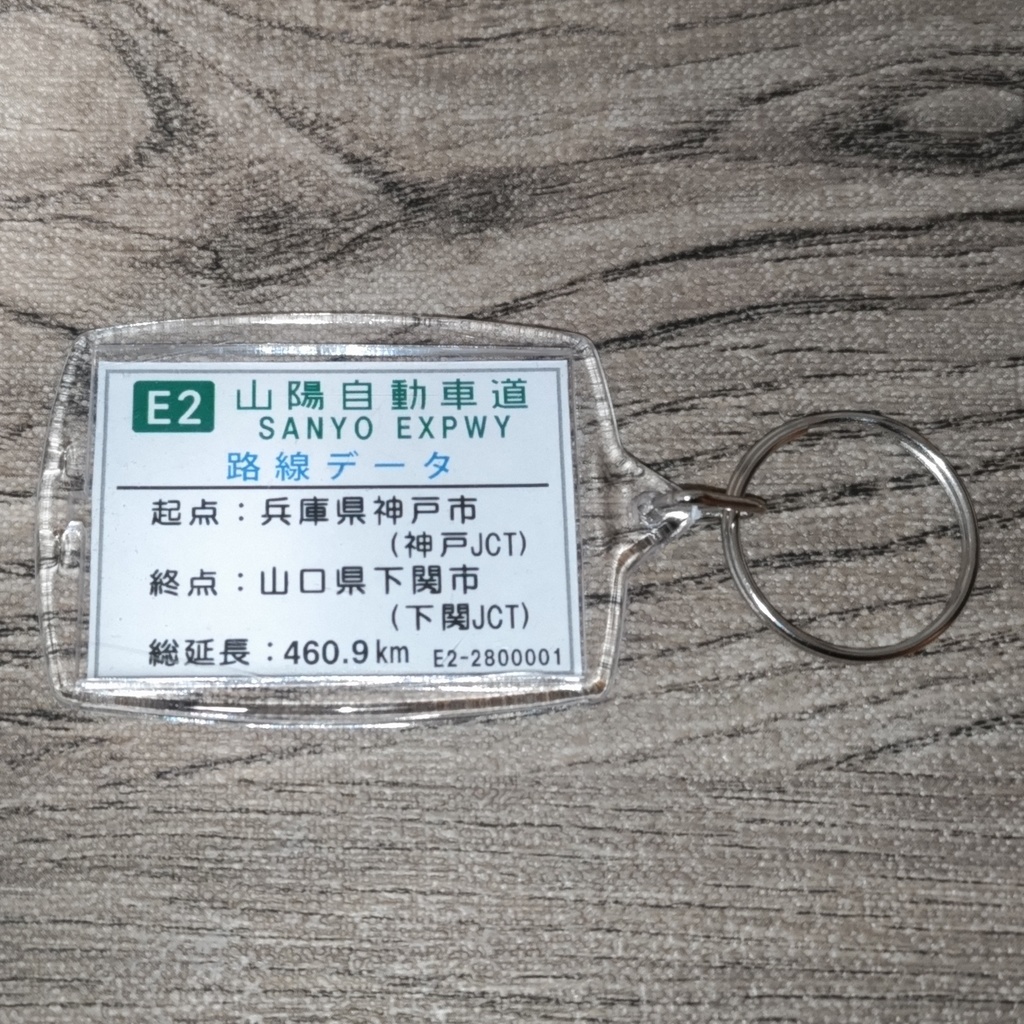 E2 山陽自動車道
SANYO EXPWY
路線データ
起点：兵庫県神戸市
(神戸JCT)
終点：山口県下関市
(下関JCT)
総延長：460.9km E2-2800001